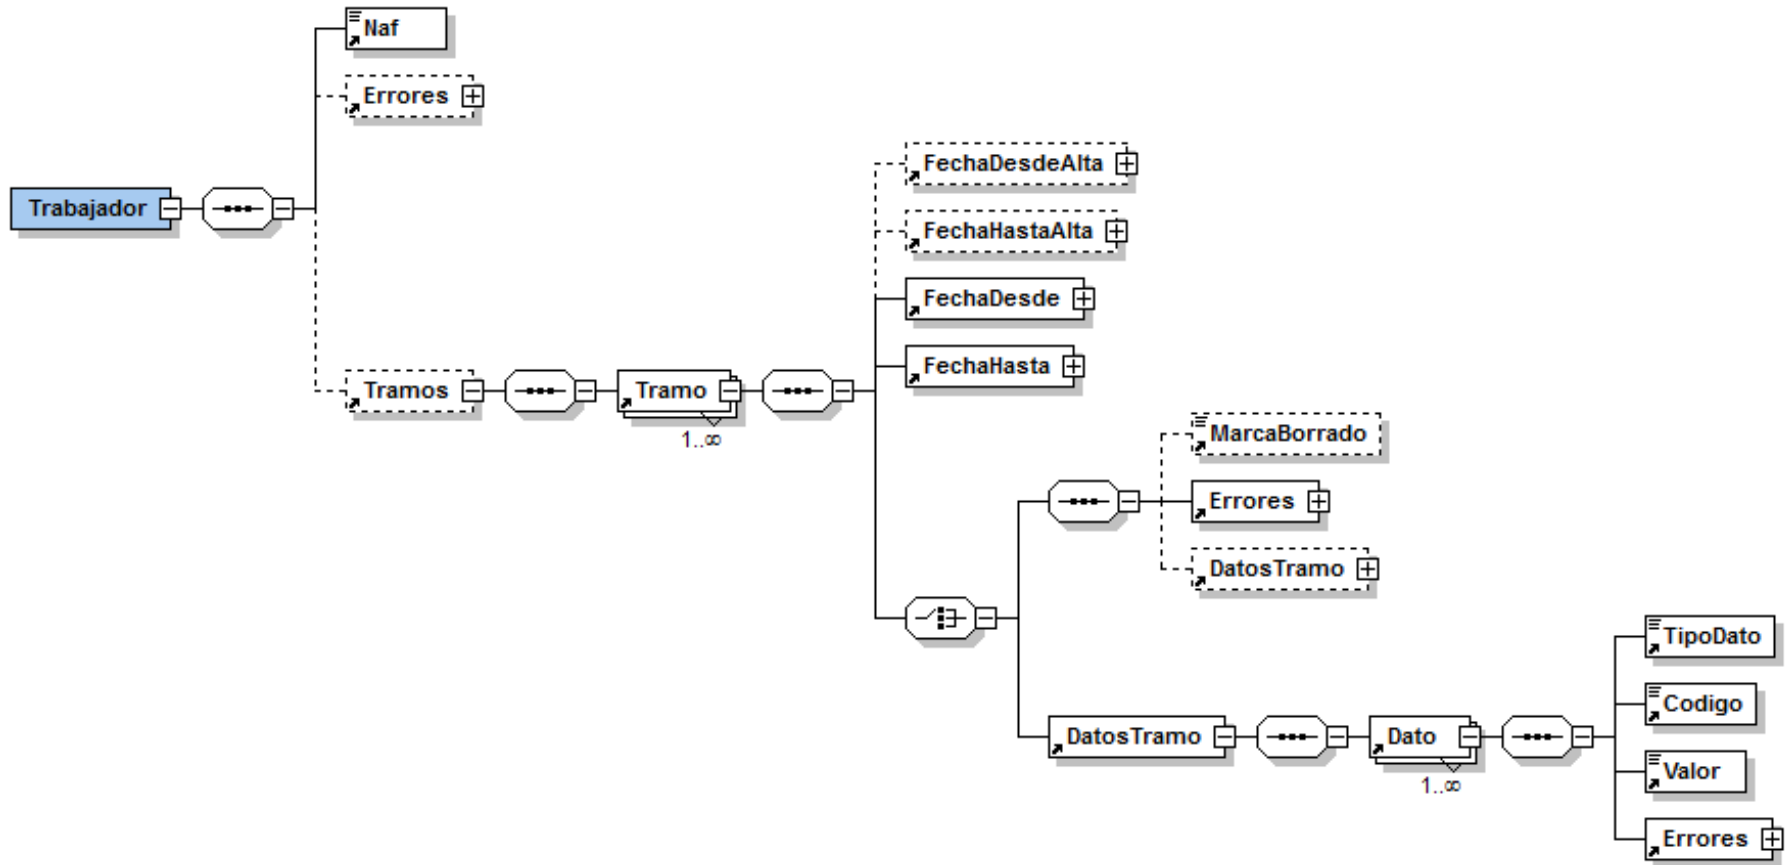 Naf
Errores
FechaDesdeAlta
Trabajador
FechaHastaAlta
FechaDesde
FechaHasta
Tramos
Tramo
1..∞
MarcaBorrado
Errores
DatosTramo
TipoDato
Codigo
DatosTramo
Dato
1..∞
Valor
Errores